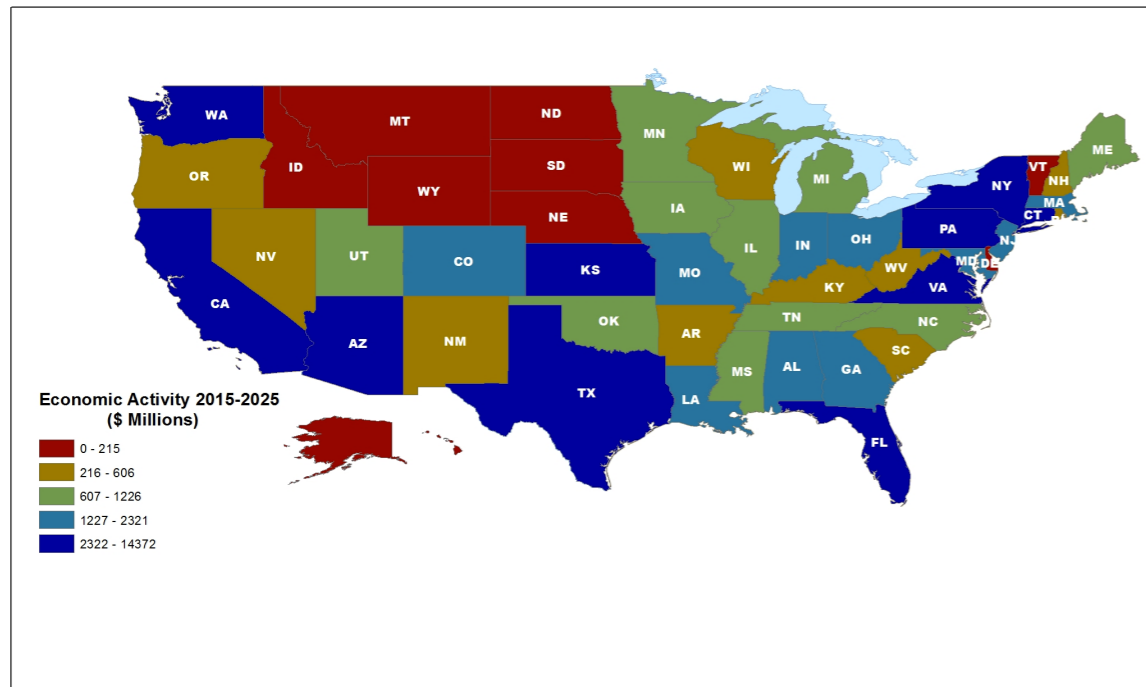 WA
MT
ND
MN
ME
OR
ID
SD
WI
VT
NH
WY
MI
NY
MA
CT
RI
NE
IA
PA
NV
UT
CO
IL
IN
OH
NJ
MD
DE
WV
KS
MO
KY
VA
CA
AZ
NM
OK
AR
TN
NC
SC
MS
AL
GA
TX
LA
FL
Economic Activity 2015-2025
($ Millions)
0 - 215
216 - 606
607 - 1226
1227 - 2321
2322 - 14372